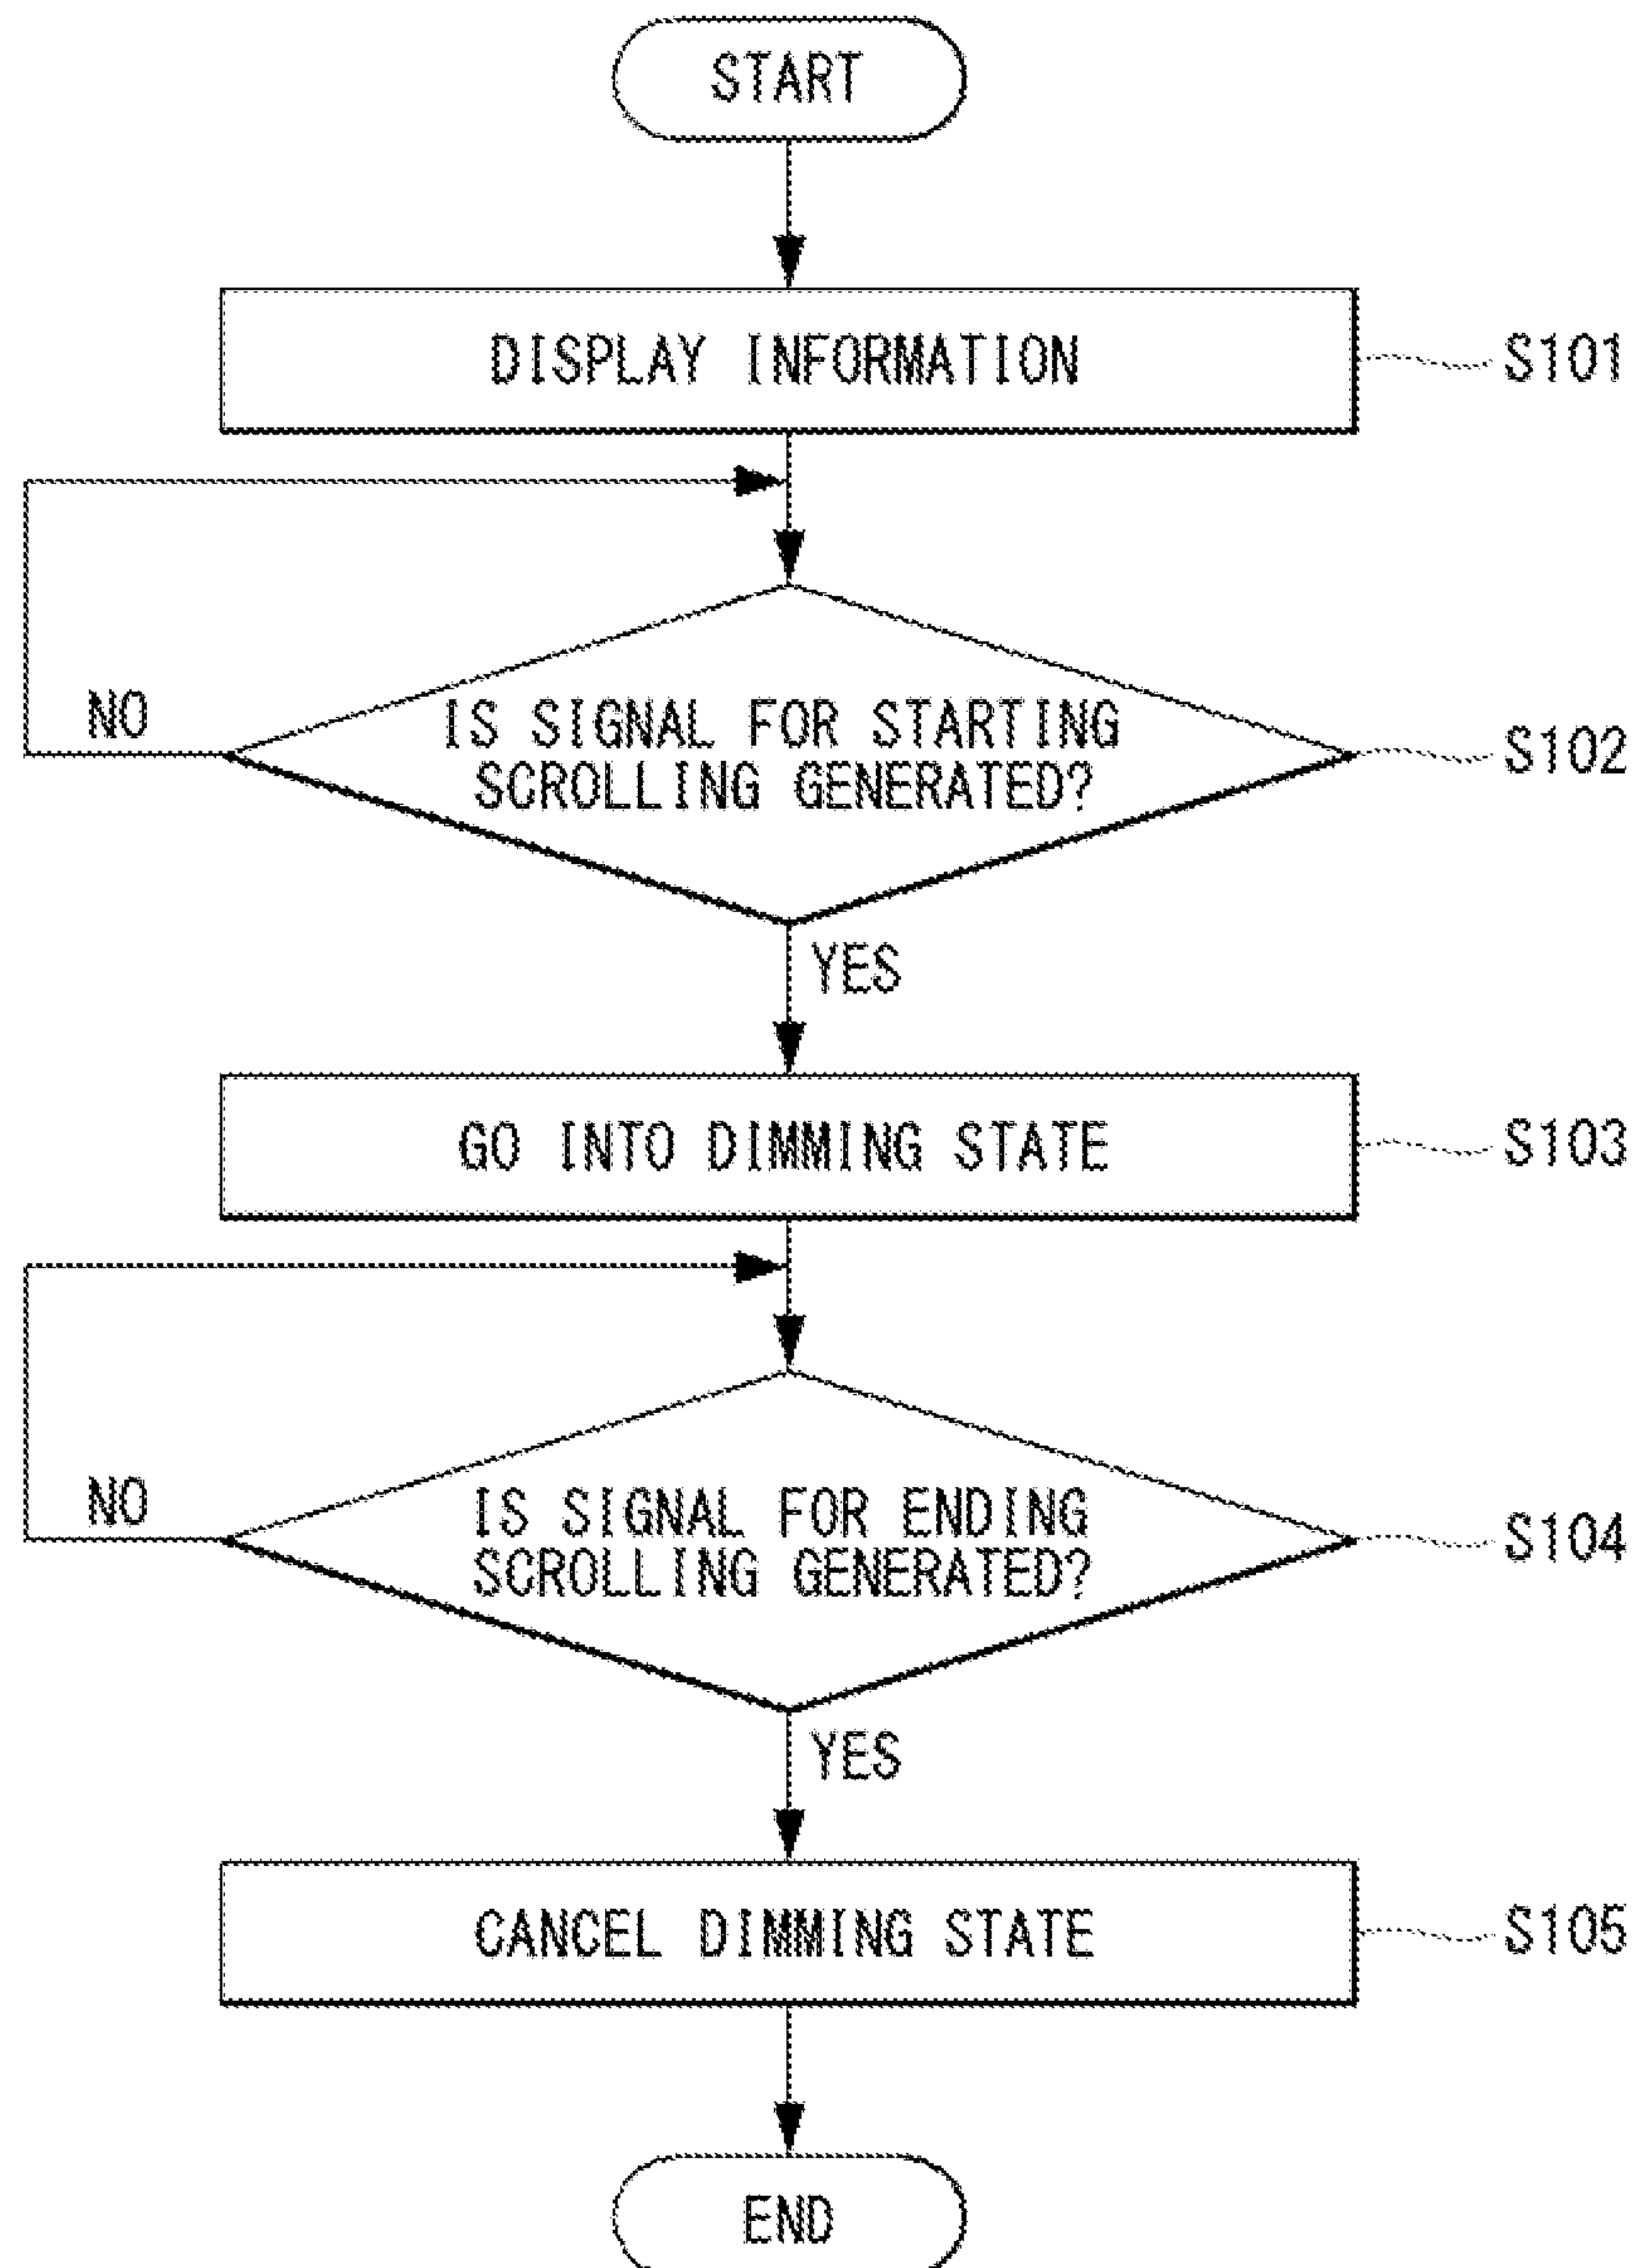 START
DISPLAY INFORMATION
S101
NO
IS SIGNAL FOR STARTING
SCROLLING GENERATED?
S102
YES
GO INTO DIMMING STATE
S103
NO
IS SIGNAL FOR ENDING
SCROLLING GENERATED?
S104
YES
CANCEL DIMMING STATE
S105
END